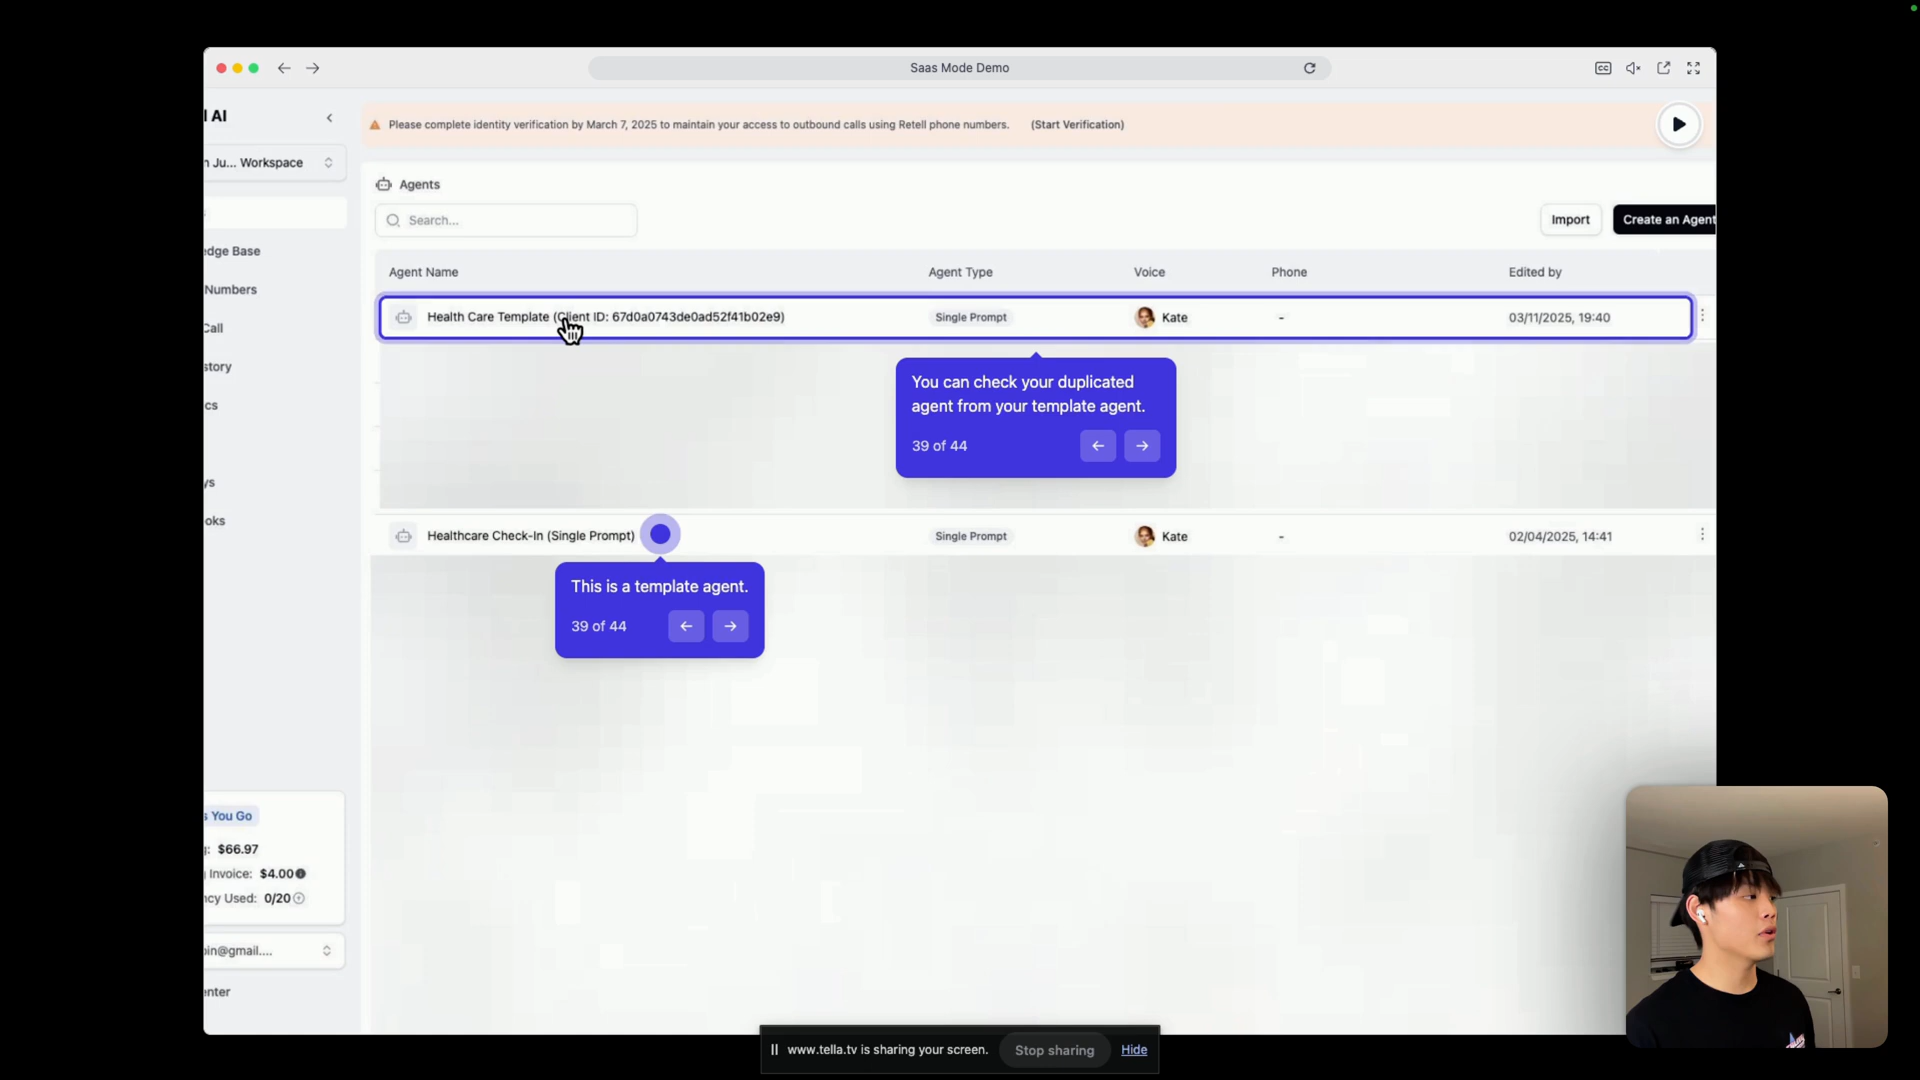 Saas Mode Demo
CC
l AI
Please complete identity verification by March 7, 2025 to maintain your access to outbound calls using Retell phone numbers. (Start Verification)
n Ju... Workspace
Agents
Search...
Import
Create an Agent
edge Base
Numbers
Call
story
cs
ys
oks
Agent Name Agent Type Voice Phone Edited by
Health Care Template (Client ID: 67d0a0743de0ad52f41b02e9) Single Prompt Kate - 03/11/2025, 19:40
You can check your duplicated
agent from your template agent.
39 of 44
Healthcare Check-In (Single Prompt) Single Prompt Kate - 02/04/2025, 14:41
This is a template agent.
39 of 44
s You Go
g: $66.97
g Invoice: $4.00
ncy Used: 0/20
bin@gmail....
enter
www.tella.tv is sharing your screen. Stop sharing Hide